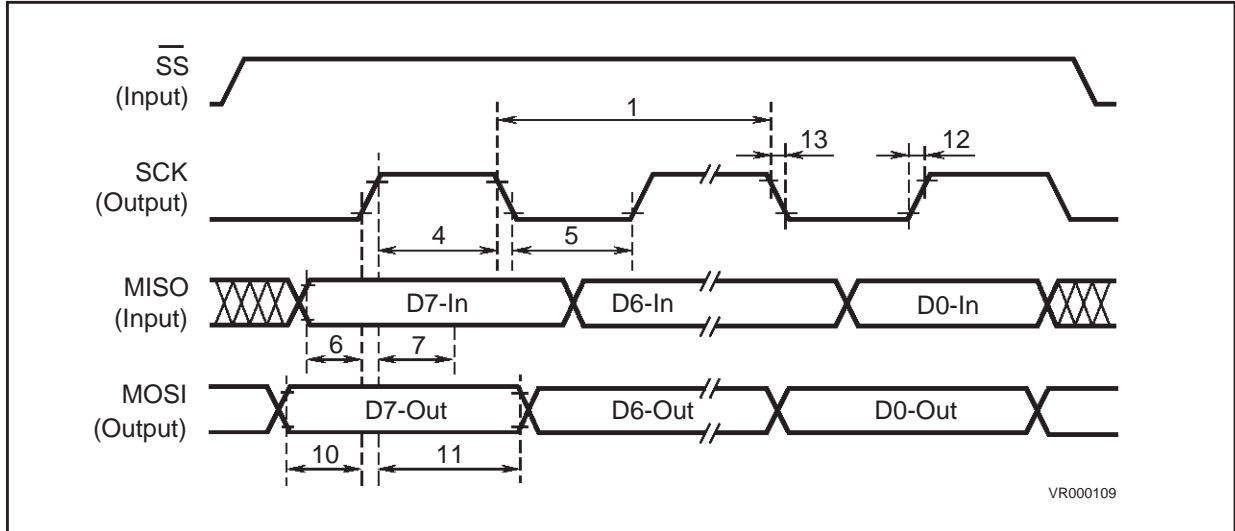 SS
(Input)
1
13
12
SCK
(Output)
4
5
MISO
(Input)
D7-In
D6-In
D0-In
6
7
MOSI
(Output)
D7-Out
D6-Out
D0-Out
10
11
VR000109